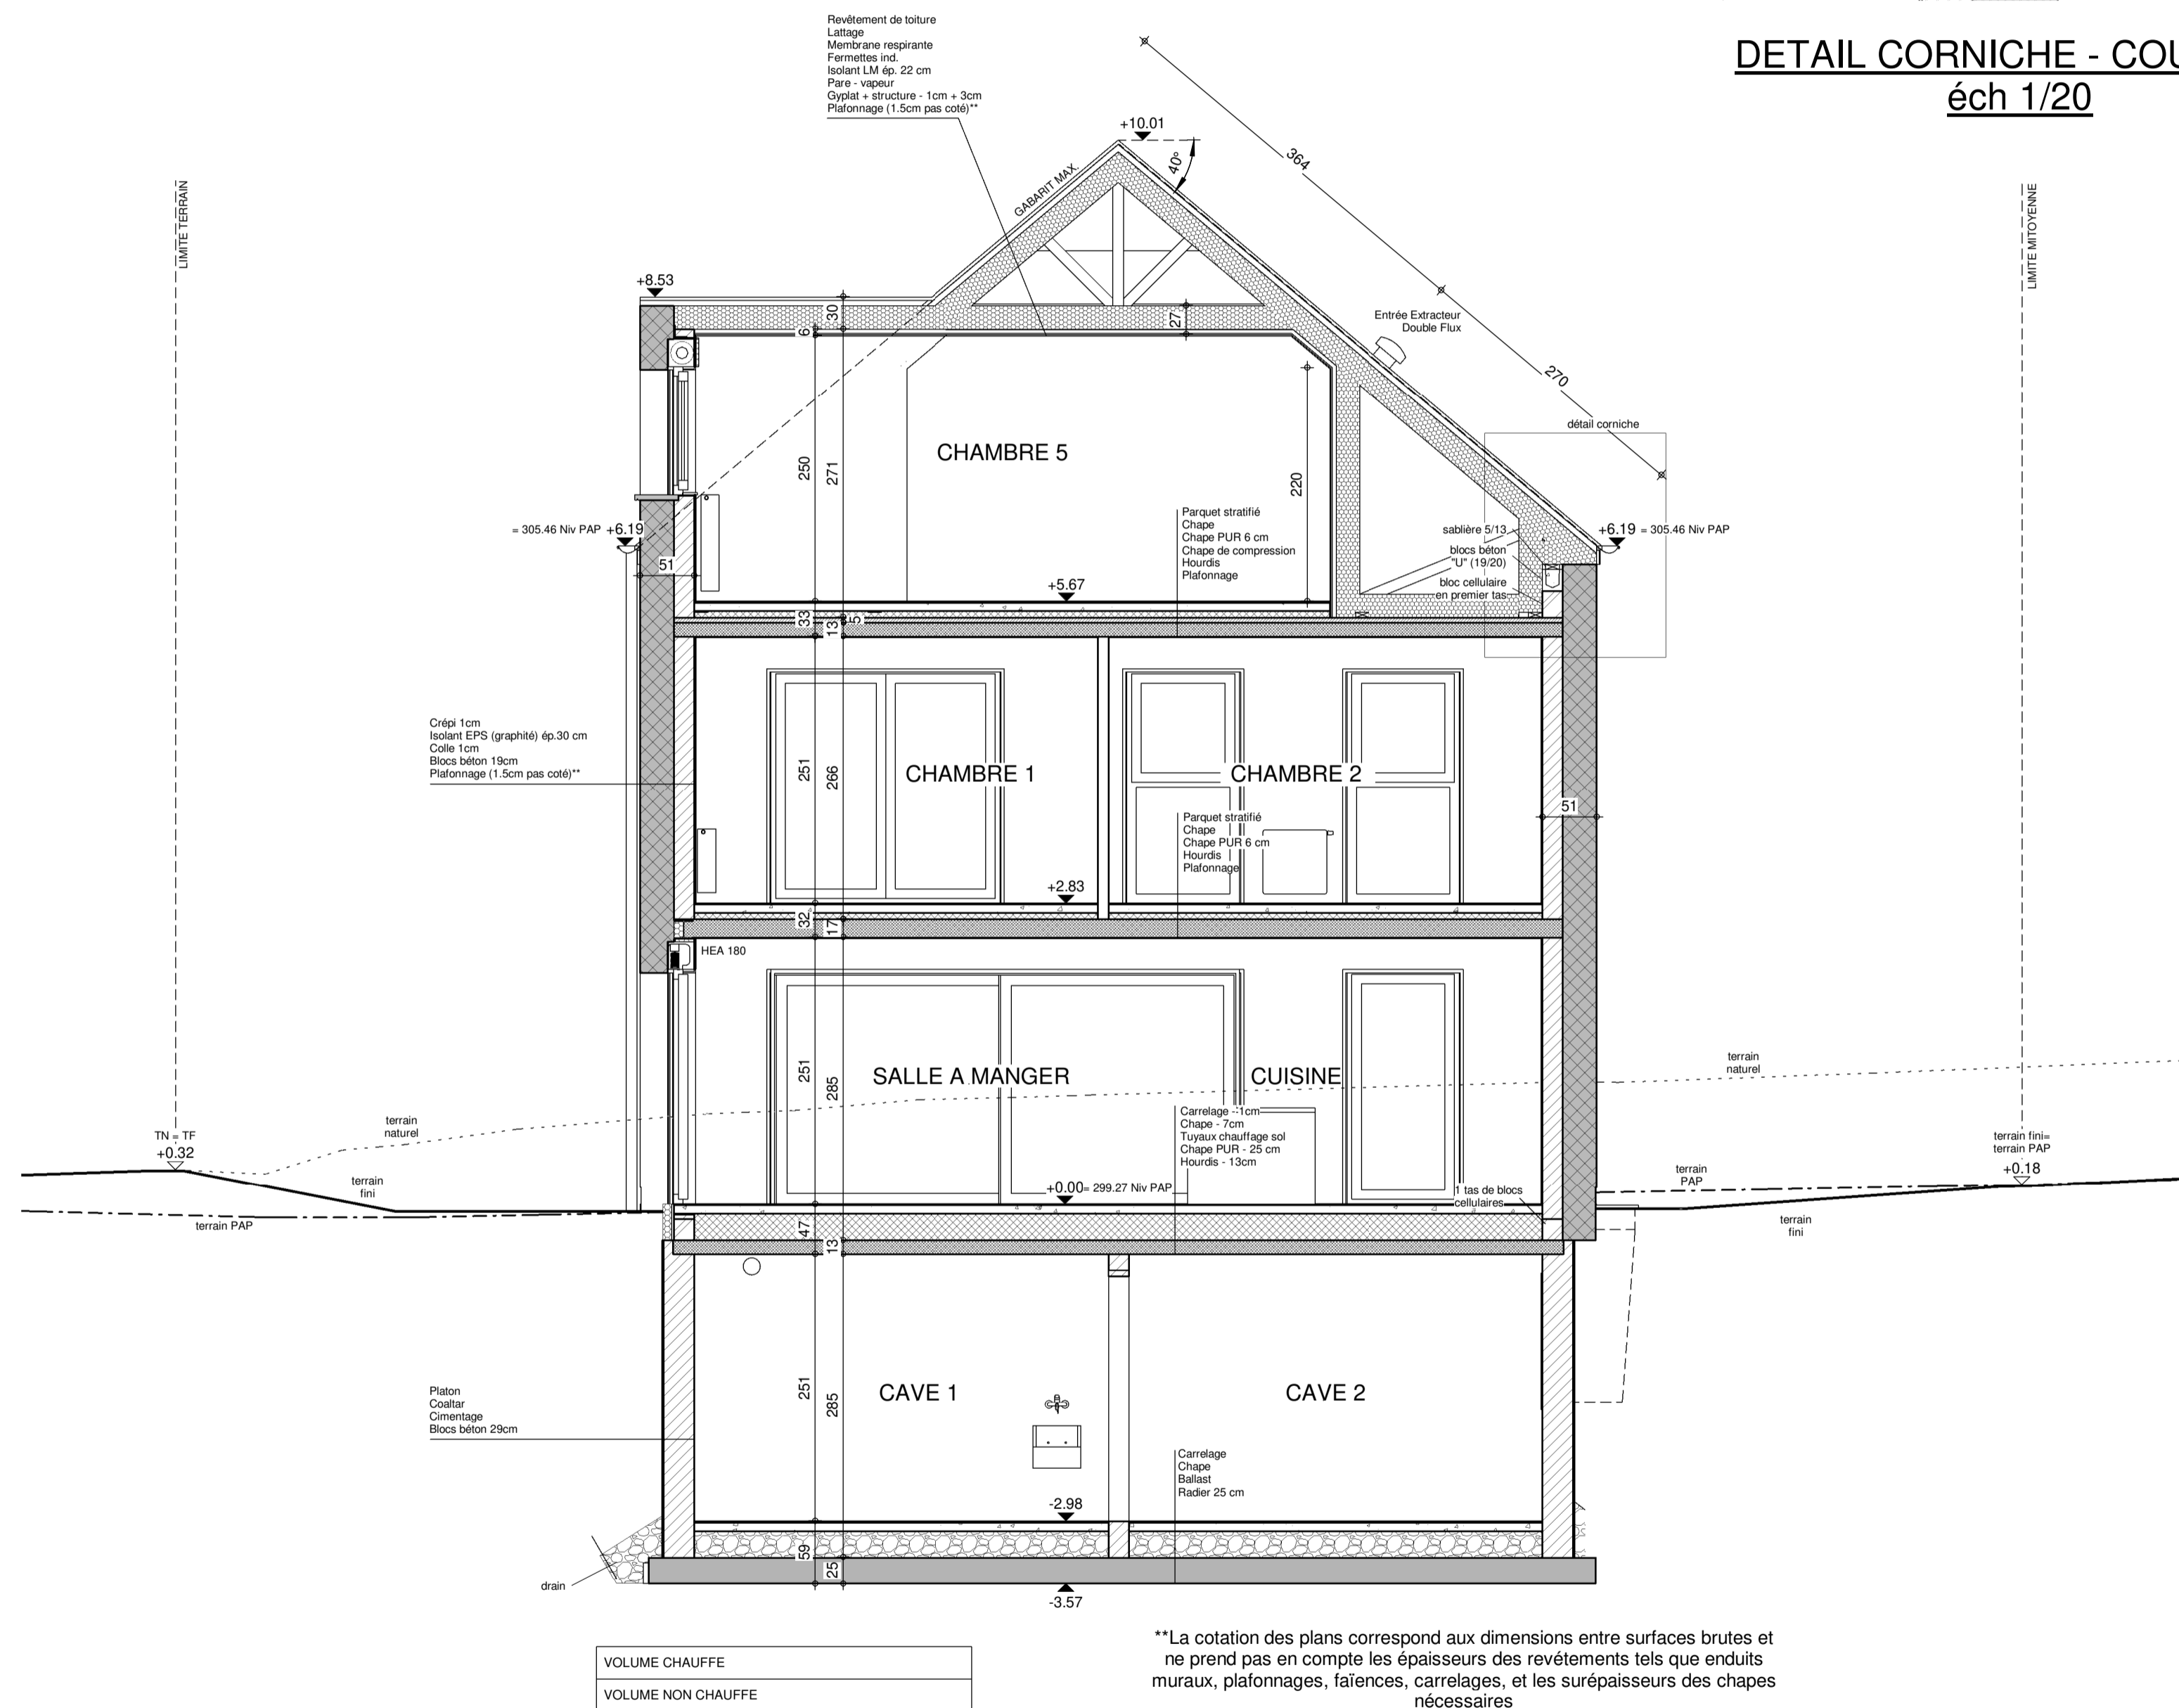 DETAIL CORNICHE - COU
éch 1/20
Revêtement de toiture
Lattage
Membrane respirante
Fermettes ind.
Isolant LM ép. 22 cm
Pare - vapeur
Gyplat + structure - 1cm + 3cm
Plafonnage (1.5cm pas coté)**
+10.01
40°
364
GABARIT MAX.
LIMITE TERRAIN
LIMITE MITOYENNE
+8.53
30
6
27
Entrée Extracteur
Double Flux
270
détail corniche
CHAMBRE 5
250
271
220
= 305.46 Niv PAP +6.19
51
Parquet stratifié
Chape
Chape PUR 6 cm
Chape de compression
Hourdis
Plafonnage
sablière 5/13
blocs béton
"U" (19/20)
bloc cellulaire
en premier tas
+6.19 = 305.46 Niv PAP
+5.67
33
13
5
Crépi 1cm
Isolant EPS (graphité) ép.30 cm
Colle 1cm
Blocs béton 19cm
Plafonnage (1.5cm pas coté)**
251
266
CHAMBRE 1
CHAMBRE 2
51
Parquet stratifié
Chape
Chape PUR 6 cm
Hourdis
Plafonnage
+2.83
32
17
HEA 180
251
285
SALLE A MANGER
CUISINE
terrain
naturel
terrain
naturel
Carrelage - 1cm
Chape - 7cm
Tuyaux chauffage sol
Chape PUR - 25 cm
Hourdis - 13cm
TN = TF
+0.32
terrain
fini
terrain PAP
+0.00 = 299.27 Niv PAP
1 tas de blocs
cellulaires
terrain
PAP
terrain fini=
terrain PAP
+0.18
terrain
fini
47
13
251
285
CAVE 1
CAVE 2
Platon
Coaltar
Cimentage
Blocs béton 29cm
Carrelage
Chape
Ballast
Radier 25 cm
-2.98
59
25
drain
-3.57
VOLUME CHAUFFE
VOLUME NON CHAUFFE
**La cotation des plans correspond aux dimensions entre surfaces brutes et
ne prend pas en compte les épaisseurs des revétements tels que enduits
muraux, plafonnages, faïences, carrelages, et les surépaisseurs des chapes
nécessaires